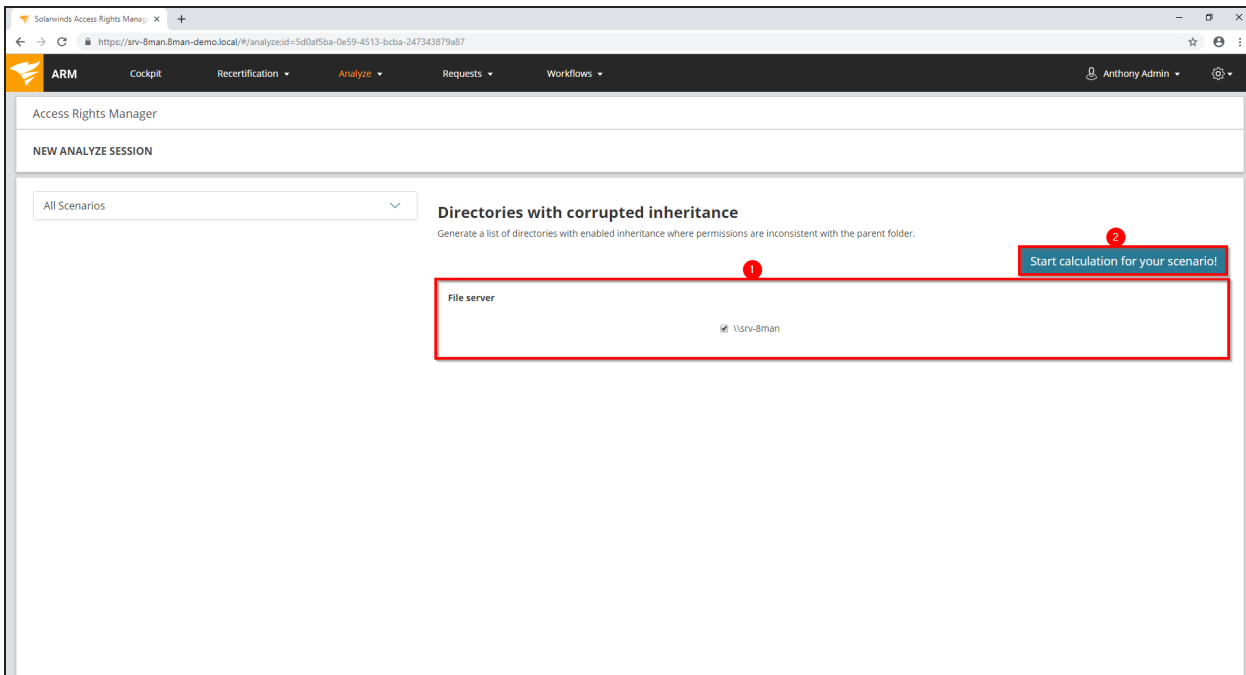 Solarwinds Access Rights Manag
https://srv-8man.8man-demo.local/#/analyze;id=5d0af5ba-0e59-4513-bcba-247343879a87
ARM Cockpit Recertification Analyze Requests Workflows Anthony Admin
Access Rights Manager
NEW ANALYZE SESSION
All Scenarios
Directories with corrupted inheritance
Generate a list of directories with enabled inheritance where permissions are inconsistent with the parent folder.
2
Start calculation for your scenario!
1
File server
\\srv-8man